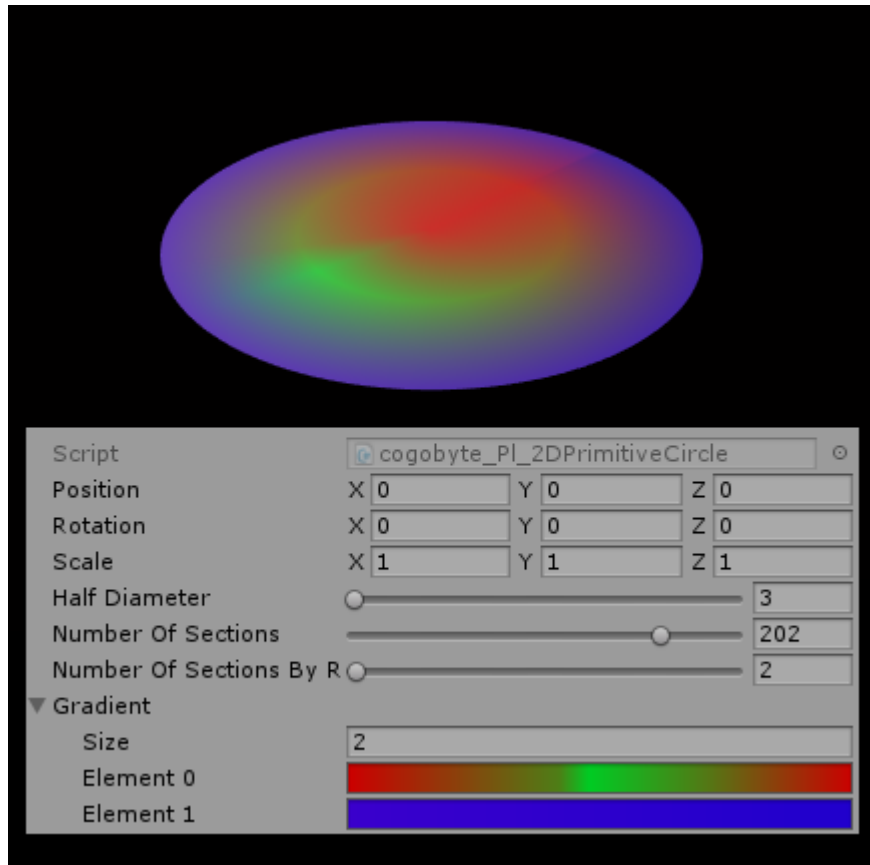 Script cogobyte_Pl_2DPrimitiveCircle
Position X 0 Y 0 Z 0
Rotation X 0 Y 0 Z 0
Scale X 1 Y 1 Z 1
Half Diameter 3
Number Of Sections 202
Number Of Sections By R 2
Gradient
Size 2
Element 0
Element 1